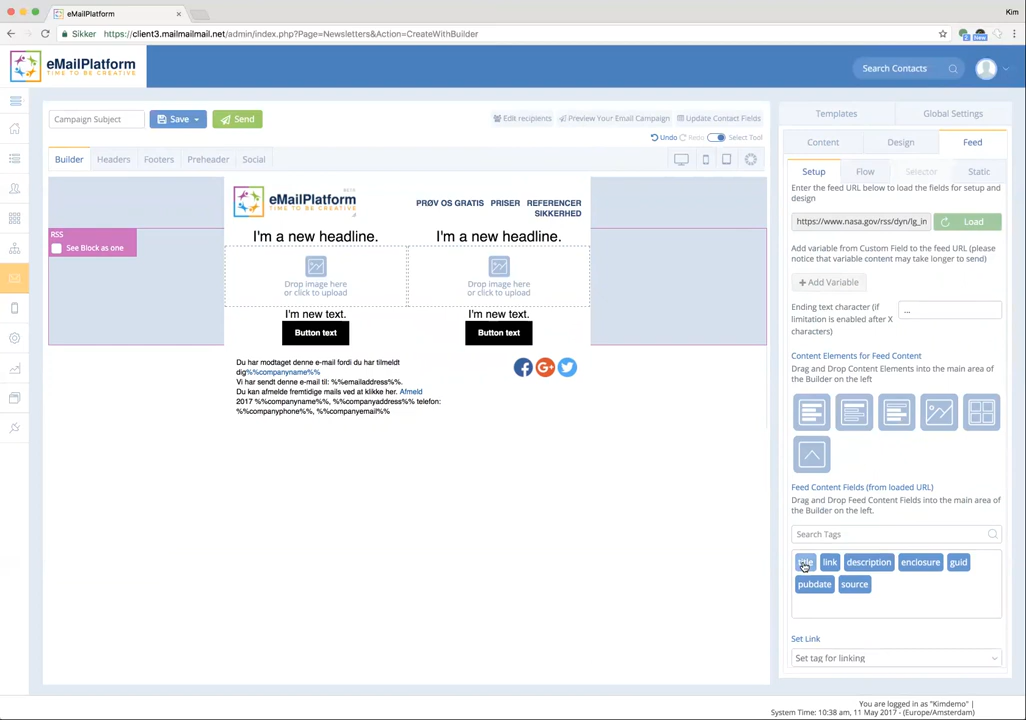 eMailPlatform
Kim
Sikker
https://client3.mailmailmail.net/admin/index.php?Page=Newsletters&Action=CreateWithBuilder
New
eMailPlatform
TIME TO BE CREATIVE
Search Contacts
Campaign Subject
Save
Send
Edit recipients
Preview Your Email Campaign
Update Contact Fields
Undo
Redo
Select Tool
Builder
Headers
Footers
Preheader
Social
BETA
eMailPlatform
TIME TO BE CREATIVE
PRØV OS GRATIS PRISER REFERENCER
SIKKERHED
RSS
See Block as one
I'm a new headline.
I'm a new headline.
Drop image here
or click to upload
Drop image here
or click to upload
I'm new text.
I'm new text.
Button text
Button text
Du har modtaget denne e-mail fordi du har tilmeldt
dig%%companyname%%
Vi har sendt denne e-mail til: %%emailaddress%%.
Du kan afmelde fremtidige mails ved at klikke her. Afmeld
2017 %%companyname%%, %%companyaddress%% telefon:
%%companyphone%%, %%companyemail%%
Templates
Global Settings
Content
Design
Feed
Setup
Flow
Selector
Static
Enter the feed URL below to load the fields for setup and
design
https://www.nasa.gov/rss/dyn/lg_in
Load
Add variable from Custom Field to the feed URL (please
notice that variable content may take longer to send)
+ Add Variable
Ending text character (if
limitation is enabled after X
characters)
...
Content Elements for Feed Content
Drag and Drop Content Elements into the main area of
the Builder on the left
Feed Content Fields (from loaded URL)
Drag and Drop Feed Content Fields into the main area of
the Builder on the left.
Search Tags
title
link
description
enclosure
guid
pubdate
source
Set Link
Set tag for linking
You are logged in as "Kimdemo" |
System Time: 10:38 am, 11 May 2017 - (Europe/Amsterdam)